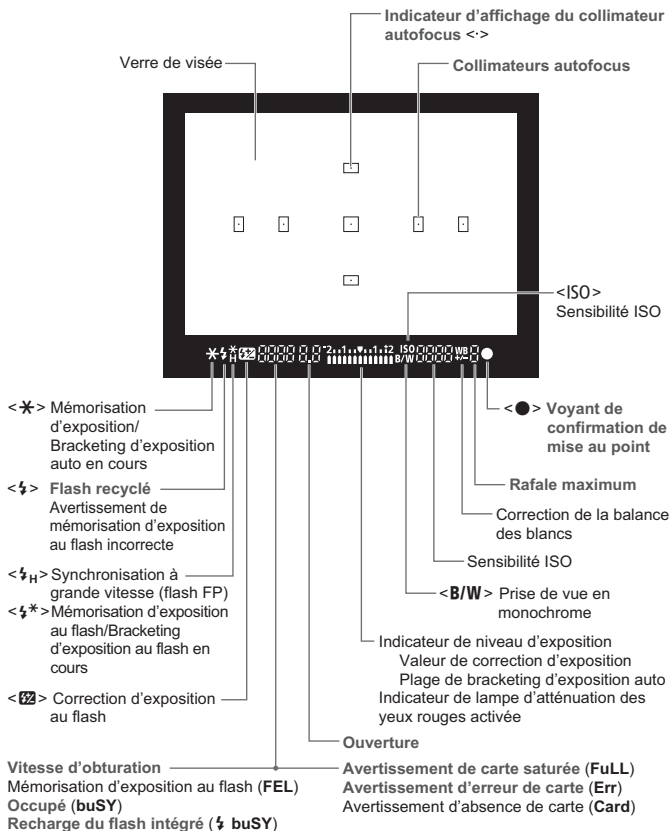 Indicateur d'affichage du collimateur
autofocus <·>
Verre de visée
Collimateurs autofocus
<ISO>
Sensibilité ISO
-2..1..▼..1.:2 ISO WB
H B/W +/-
<✱> Mémorisation
d'exposition/
Bracketing d'exposition
auto en cours
<●> Voyant de
confirmation de
mise au point
<⚡> Flash recyclé
Avertissement de
mémorisation d'exposition
au flash incorrecte
Rafale maximum
Correction de la balance
des blancs
Sensibilité ISO
<⚡H> Synchronisation à
grande vitesse (flash FP)
<B/W> Prise de vue en
monochrome
<⚡*> Mémorisation d'exposition
au flash/Bracketing
d'exposition au flash en
cours
Indicateur de niveau d'exposition
Valeur de correction d'exposition
Plage de bracketing d'exposition auto
Indicateur de lampe d'atténuation des
yeux rouges activée
<⚡±> Correction d'exposition
au flash
Ouverture
Vitesse d'obturation
Mémorisation d'exposition au flash (FEL)
Occupé (buSY)
Recharge du flash intégré (⚡ buSY)
Avertissement de carte saturée (FuLL)
Avertissement d'erreur de carte (Err)
Avertissement d'absence de carte (Card)